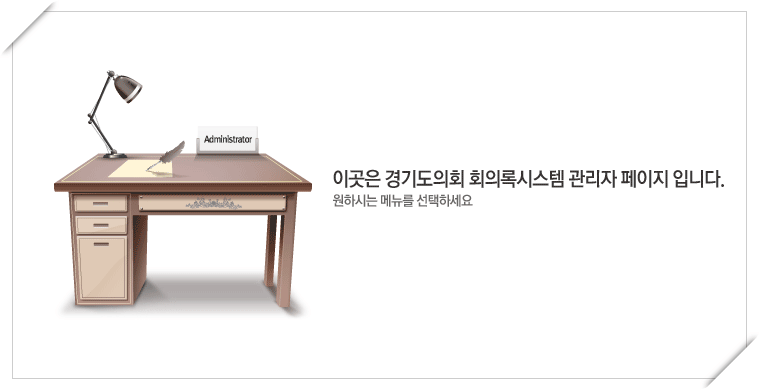 Administrator
이곳은 경기도의회 회의록시스템 관리자 페이지 입니다.
원하시는 메뉴를 선택하세요